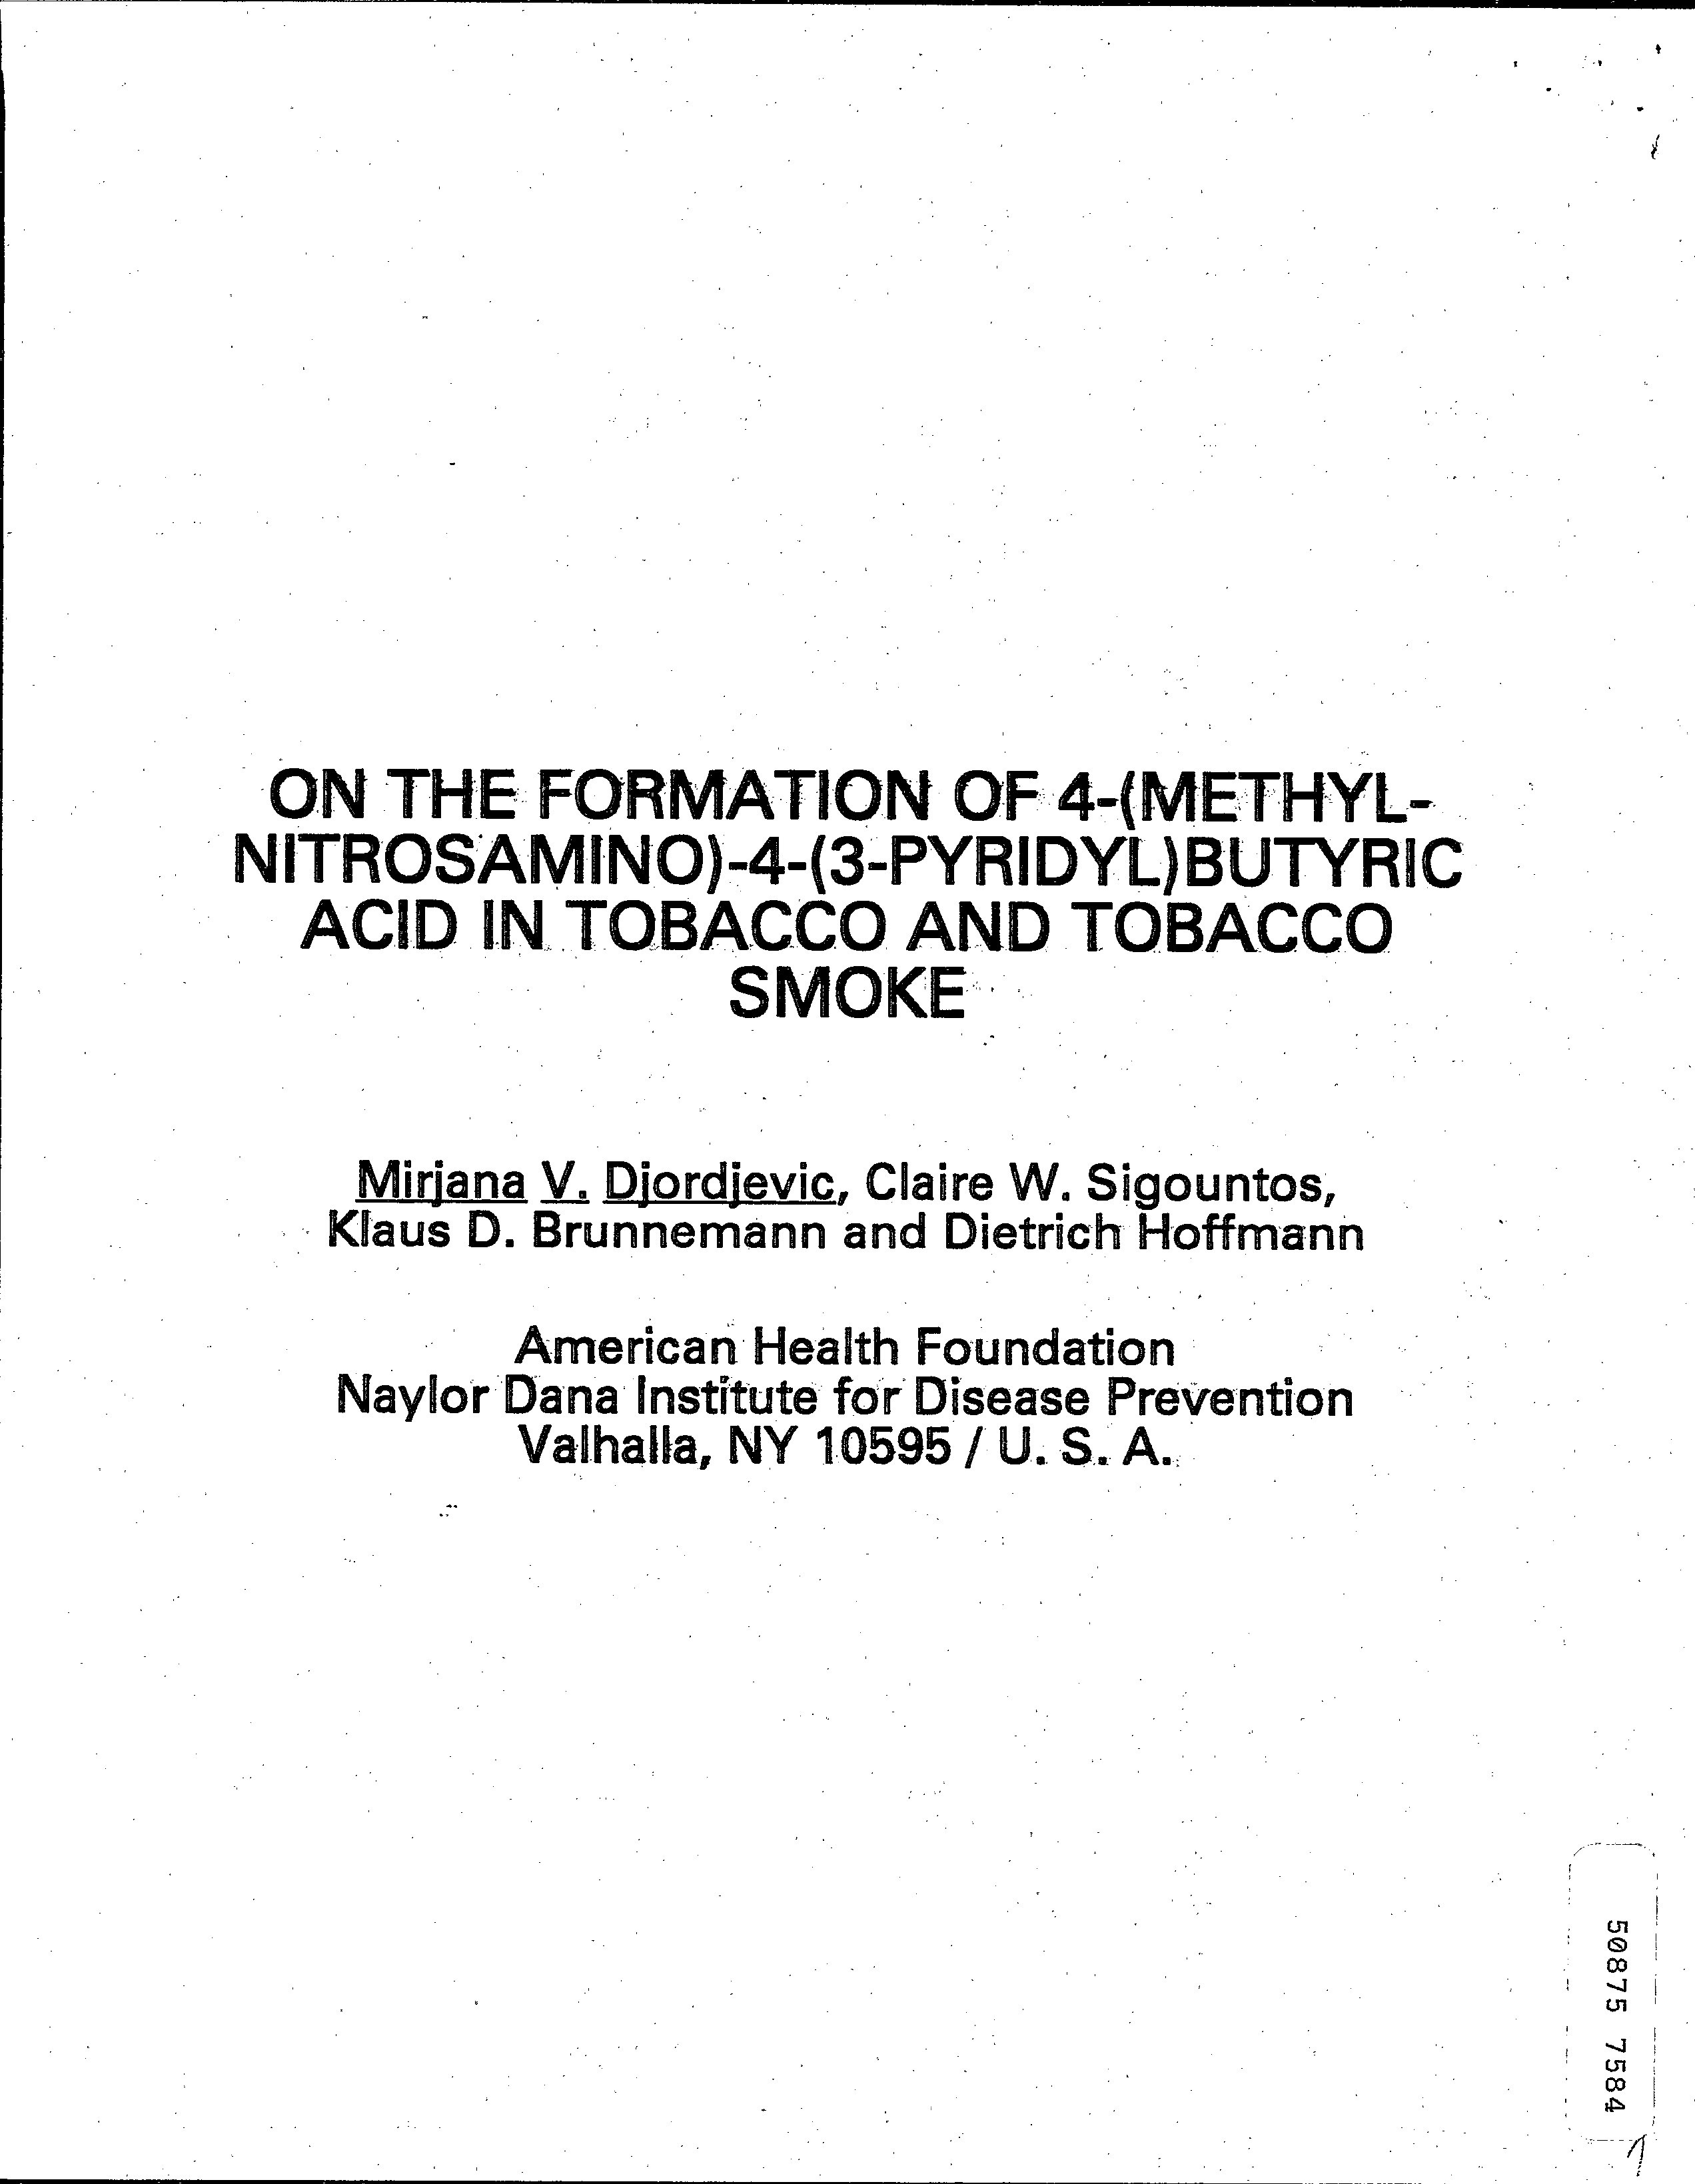 ON THE FORMATION OF 4-(METHYL-
NITROSAMINO)-4-(3-PYRIDYL)BUTYRIC
ACID IN TOBACCO AND TOBACCO
SMOKE
Mirjana V. Djordjevic, Claire W. Sigountos,
Klaus D. Brunnemann and Dietrich Hoffmann
American Health Foundation
Naylor Dana Institute for Disease Prevention
Valhalla, NY 10595 / U. S. A.
50875 7584
1